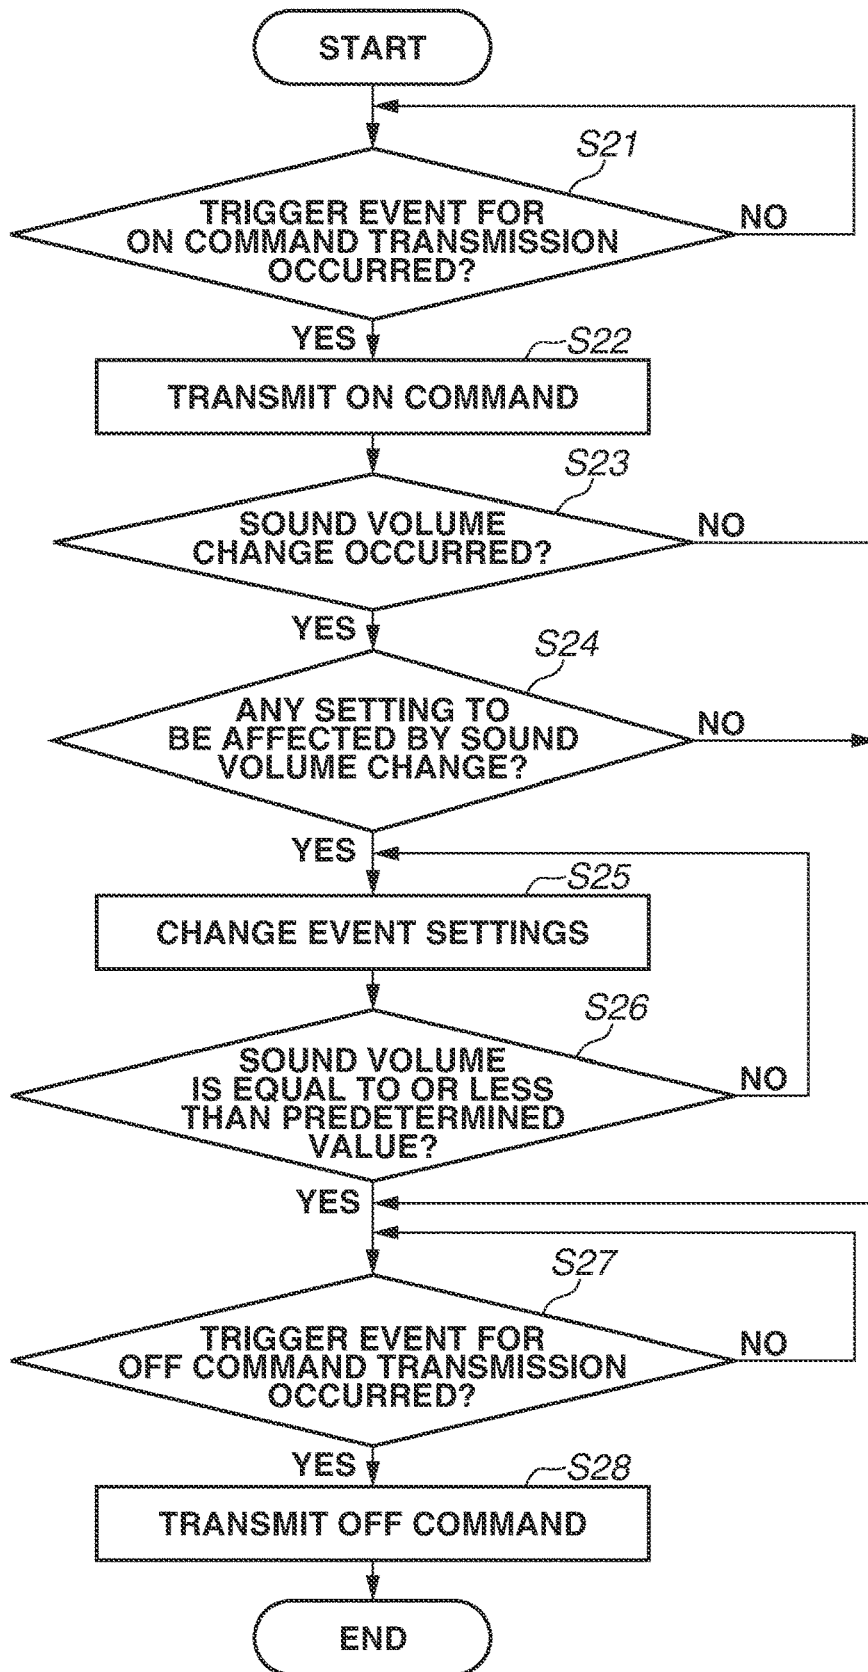 START
S21
TRIGGER EVENT FOR
ON COMMAND TRANSMISSION
OCCURRED?
NO
YES
S22
TRANSMIT ON COMMAND
S23
SOUND VOLUME
CHANGE OCCURRED?
NO
YES
S24
ANY SETTING TO
BE AFFECTED BY SOUND
VOLUME CHANGE?
NO
YES
S25
CHANGE EVENT SETTINGS
S26
SOUND VOLUME
IS EQUAL TO OR LESS
THAN PREDETERMINED
VALUE?
NO
YES
S27
TRIGGER EVENT FOR
OFF COMMAND TRANSMISSION
OCCURRED?
NO
YES
S28
TRANSMIT OFF COMMAND
END